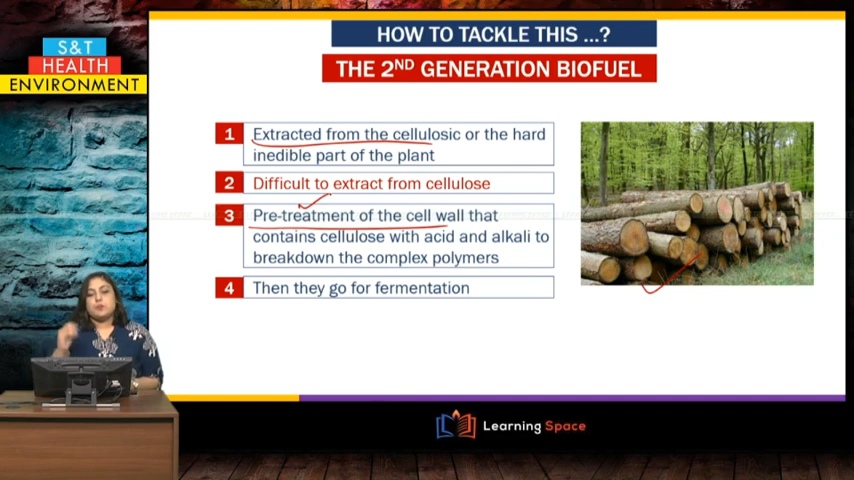 S&T
HEALTH
ENVIRONMENT
HOW TO TACKLE THIS ...?
THE 2ND GENERATION BIOFUEL
1 Extracted from the cellulosic or the hard
inedible part of the plant
2 Difficult to extract from cellulose
3 Pre-treatment of the cell wall that
contains cellulose with acid and alkali to
breakdown the complex polymers
4 Then they go for fermentation
Learning Space